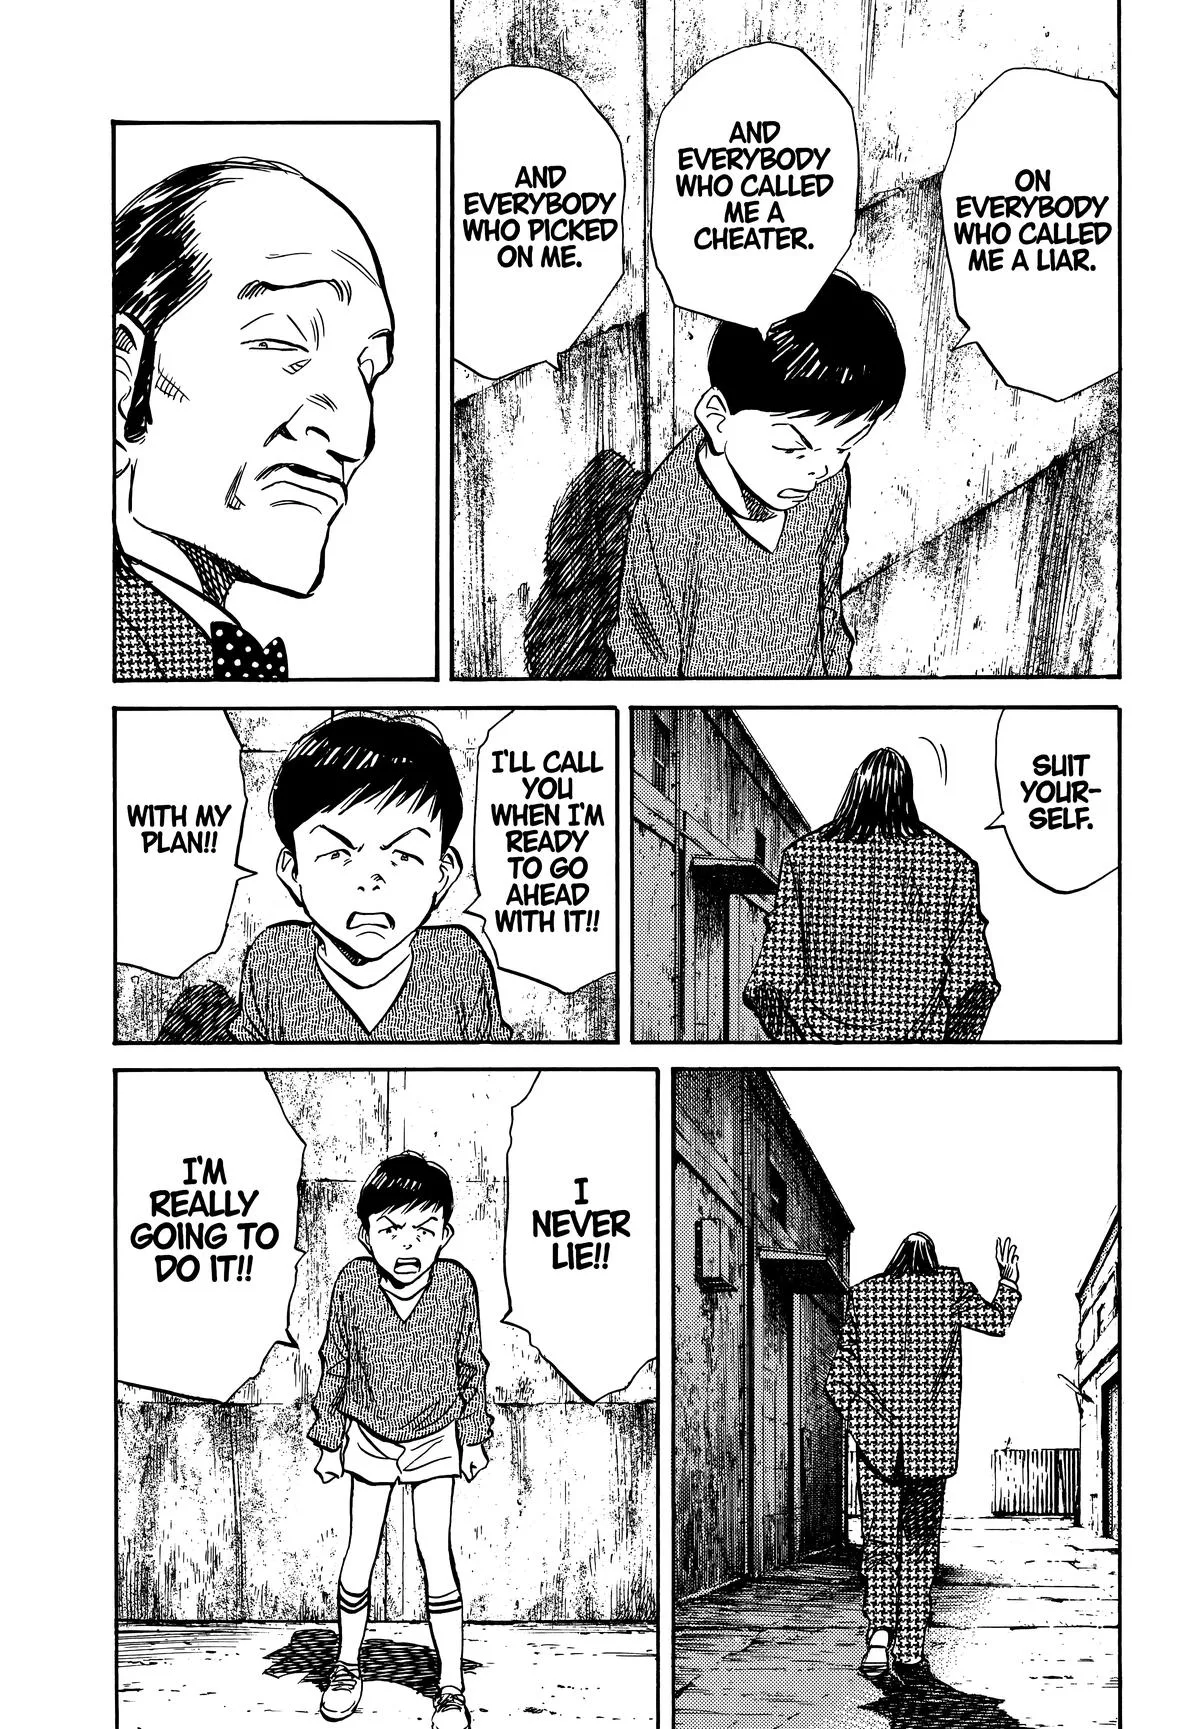 ON
EVERYBODY
WHO CALLED
ME A LIAR.
AND
EVERYBODY
WHO CALLED
ME A
CHEATER.
AND
EVERYBODY
WHO PICKED
ON ME.
SUIT
YOUR-
SELF.
I'LL CALL
YOU
WHEN I'M
READY
TO GO
AHEAD
WITH IT!!
WITH MY
PLAN!!
I
NEVER
LIE!!
I'M
REALLY
GOING TO
DO IT!!